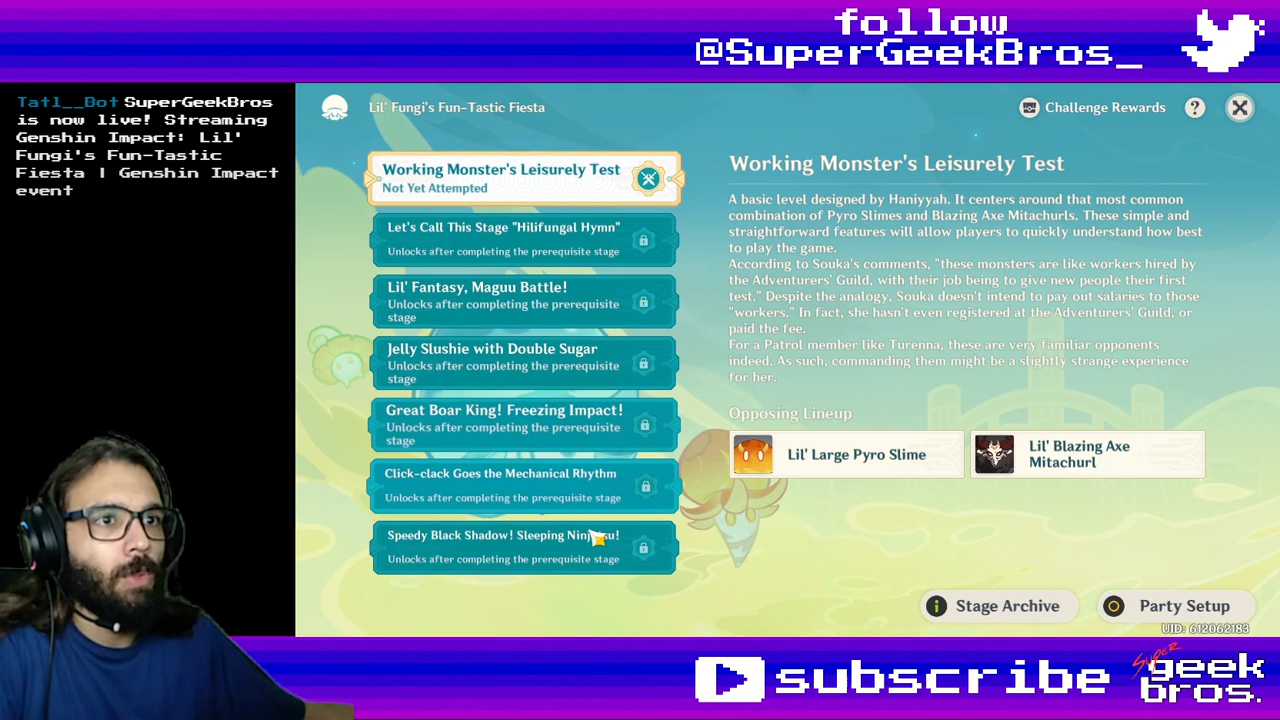 follow
@SuperGeekBros_
Tatl__Bot SuperGeekBros
is now live! Streaming
Genshin Impact: Lil'
Fungi's Fun-Tastic
Fiesta | Genshin Impact
event
Lil' Fungi's Fun-Tastic Fiesta
Challenge Rewards
?
Working Monster's Leisurely Test
Not Yet Attempted
Let's Call This Stage "Hilifungal Hymn"
Unlocks after completing the prerequisite stage
Lil' Fantasy, Maguu Battle!
Unlocks after completing the prerequisite
stage
Jelly Slushie with Double Sugar
Unlocks after completing the prerequisite
stage
Great Boar King! Freezing Impact!
Unlocks after completing the prerequisite
stage
Click-clack Goes the Mechanical Rhythm
Unlocks after completing the prerequisite stage
Speedy Black Shadow! Sleeping
Unlocks after completing the prerequisite stage
Working Monster's Leisurely Test
A basic level designed by Haniyyah. It centers around that most common
combination of Pyro Slimes and Blazing Axe Mitachurls. These simple and
straightforward features will allow players to quickly understand how best
to play the game.
According to Souka's comments, "these monsters are like workers hired by
the Adventurers' Guild, with their job being to give new people their first
test." Despite the analogy, Souka doesn't intend to pay out salaries to those
"workers." In fact, she hasn't even registered at the Adventurers' Guild, or
paid the fee.
For a Patrol member like Turenna, these are very familiar opponents
indeed. As such, commanding them might be a slightly strange experience
for her.
Opposing Lineup
Lil' Large Pyro Slime
Lil' Blazing Axe
Mitachurl
Stage Archive
Party Setup
UID: 612062183
subscribe
Super
geek
bros.